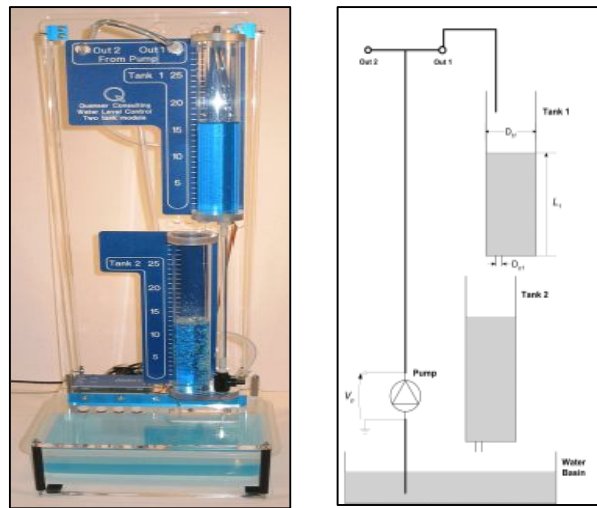 Out 2 Out 1
From Pump
Tank 1 25
20
15
10
5
Quanser Consulting
Water Level Control
Two tank module
Tank 2 25
20
15
10
5
Out 2
Out 1
Tank 1
Dt1
L1
Do1
Tank 2
Pump
Vp
Water
Basin